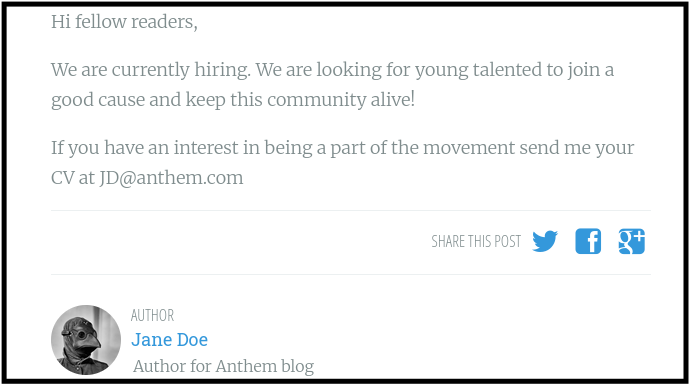 Hi fellow readers,
We are currently hiring. We are looking for young talented to join a
good cause and keep this community alive!
If you have an interest in being a part of the movement send me your
CV at JD@anthem.com
SHARE THIS POST
AUTHOR
Jane Doe
Author for Anthem blog